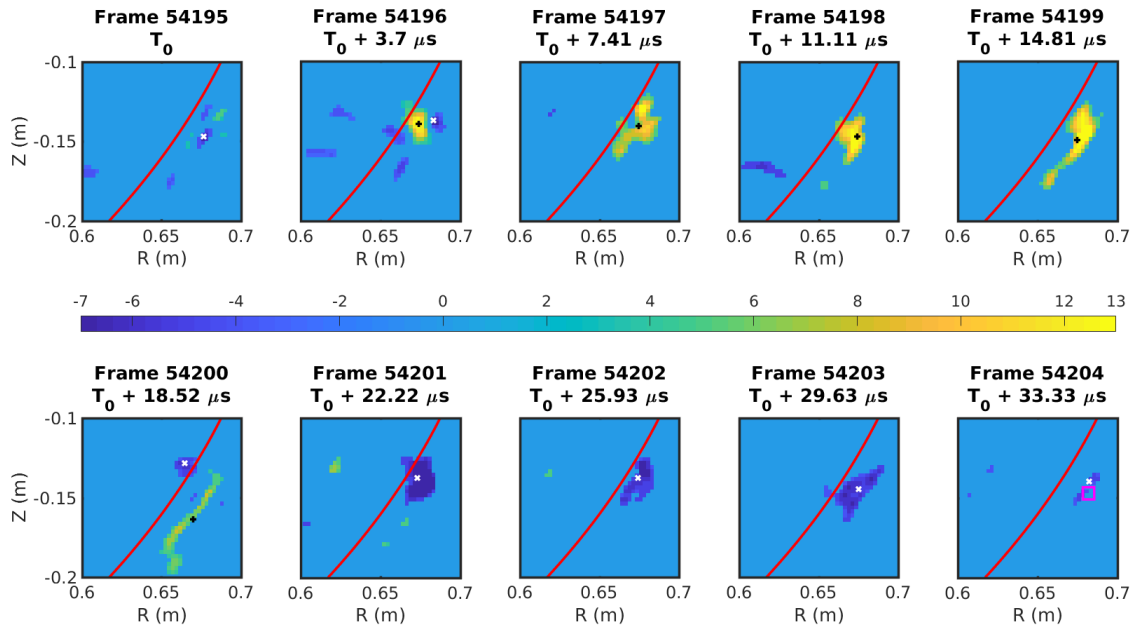 Frame 54195 Frame 54196 Frame 54197 Frame 54198 Frame 54199
T0 T0 + 3.7 μs T0 + 7.41 μs T0 + 11.11 μs T0 + 14.81 μs
-0.1
-0.15
-0.2
Z (m)
0.6 0.65 0.7 0.6 0.65 0.7 0.6 0.65 0.7 0.6 0.65 0.7 0.6 0.65 0.7
R (m) R (m) R (m) R (m) R (m)
-7 -6 -4 -2 0 2 4 6 8 10 12 13
Frame 54200 Frame 54201 Frame 54202 Frame 54203 Frame 54204
T0 + 18.52 μs T0 + 22.22 μs T0 + 25.93 μs T0 + 29.63 μs T0 + 33.33 μs
-0.1
-0.15
-0.2
Z (m)
0.6 0.65 0.7 0.6 0.65 0.7 0.6 0.65 0.7 0.6 0.65 0.7 0.6 0.65 0.7
R (m) R (m) R (m) R (m) R (m)